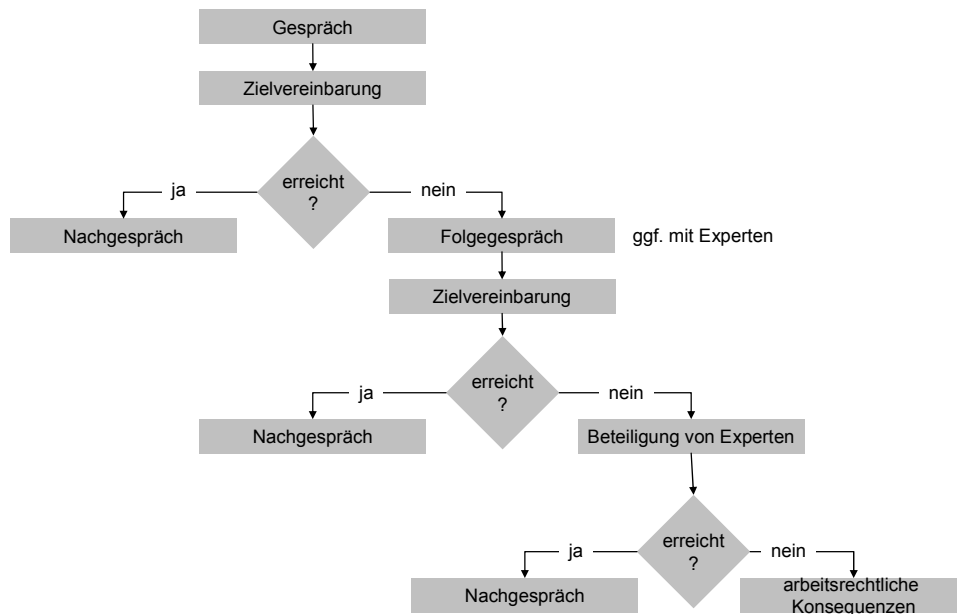 Gespräch
Zielvereinbarung
erreicht
?
ja
nein
Nachgespräch
Folgegespräch
ggf. mit Experten
Zielvereinbarung
erreicht
?
ja
nein
Nachgespräch
Beteiligung von Experten
erreicht
?
ja
nein
Nachgespräch
arbeitsrechtliche
Konsequenzen